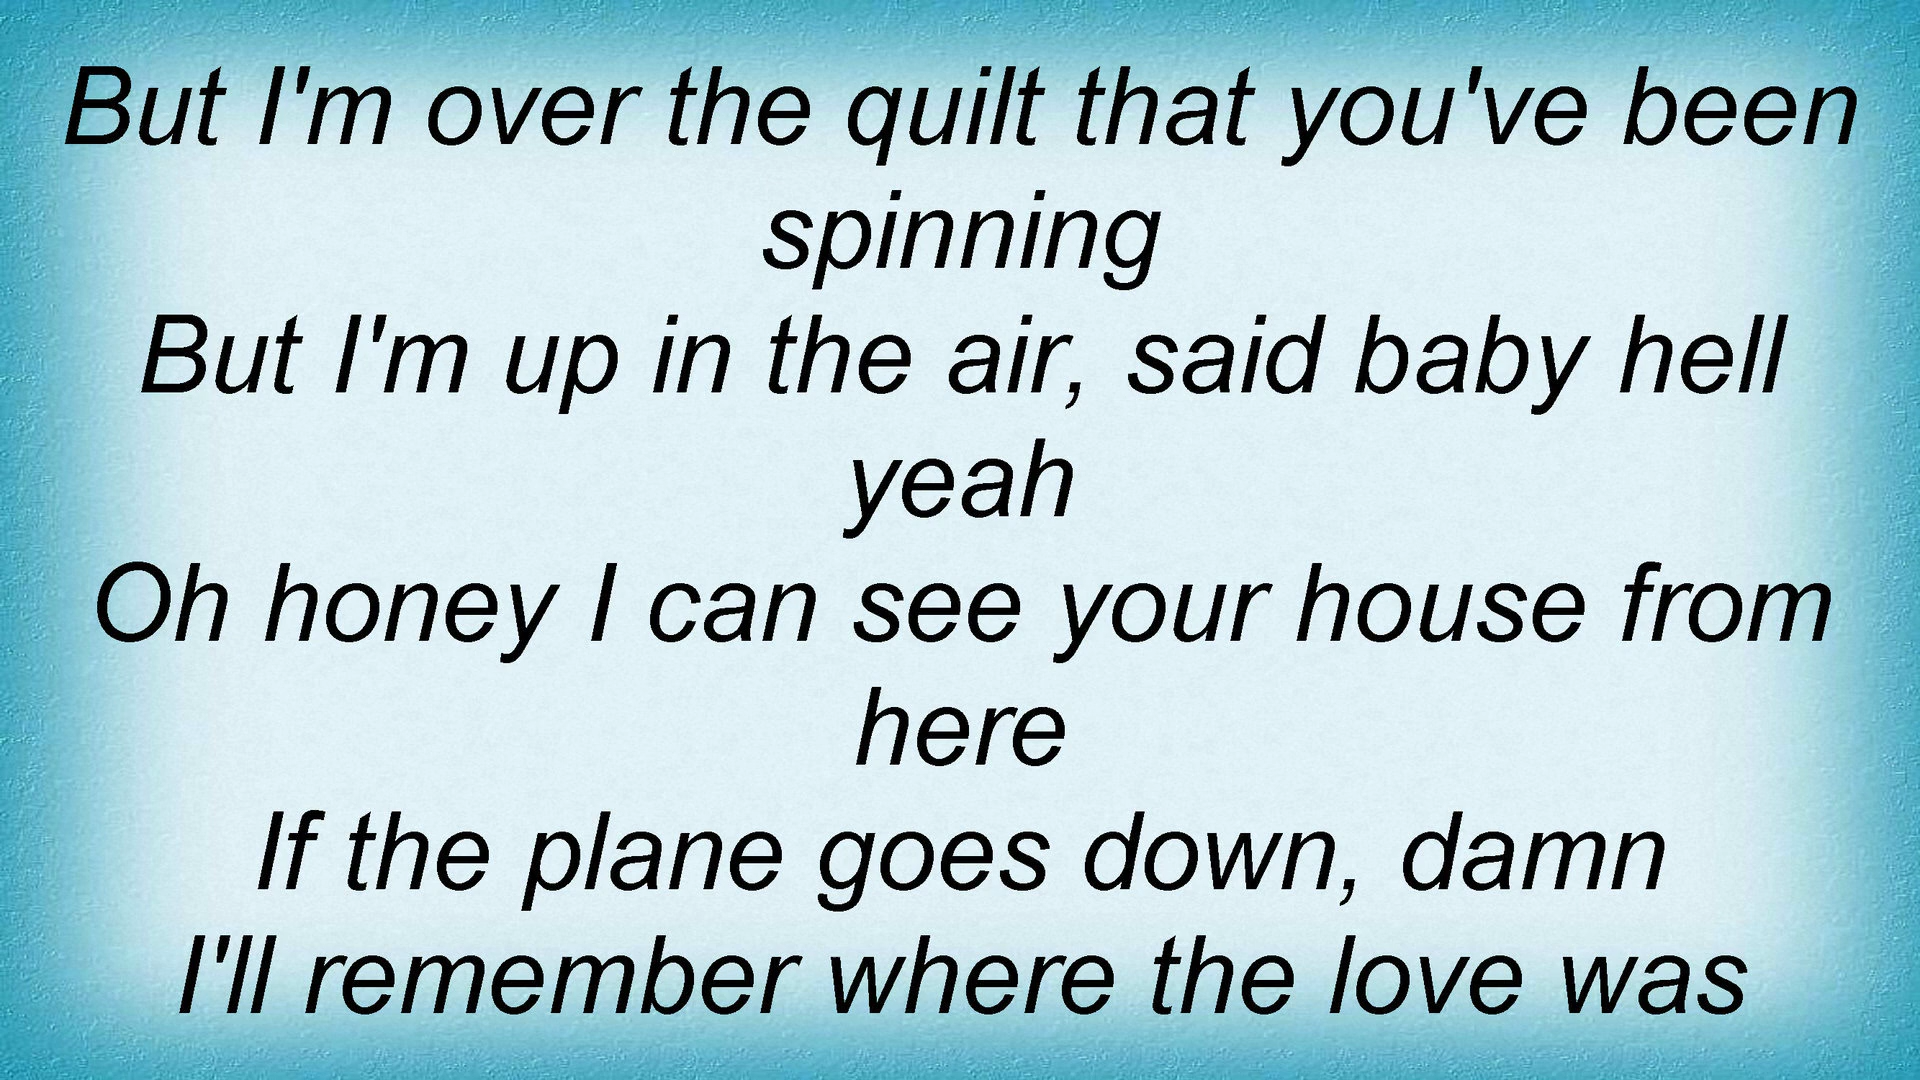 But I'm over the quilt that you've been
spinning
But I'm up in the air, said baby hell
yeah
Oh honey I can see your house from
here
If the plane goes down, damn
I'll remember where the love was